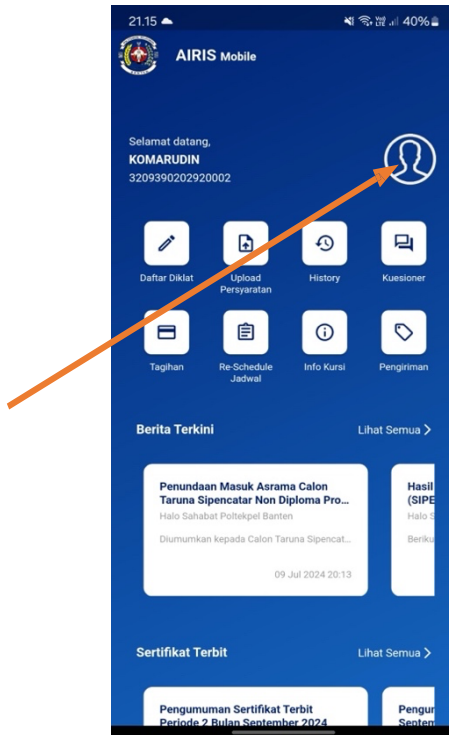 21.15
40%
AIRIS Mobile
Selamat datang,
KOMARUDIN
3209390202920002
Daftar Diklat
Upload
Persyaratan
History
Kuesioner
Tagihan
Re-Schedule
Jadwal
Info Kursi
Pengiriman
Berita Terkini
Lihat Semua
Penundaan Masuk Asrama Calon
Taruna Sipencatar Non Diploma Pro...
Halo Sahabat Poltekpel Banten
Diumumkan kepada Calon Taruna Sipencat...
09 Jul 2024 20:13
Hasil
(SIPE
Halo S
Beriku
Sertifikat Terbit
Lihat Semua
Pengumuman Sertifikat Terbit
Periode 2 Bulan September 2024
Pengur
Septem